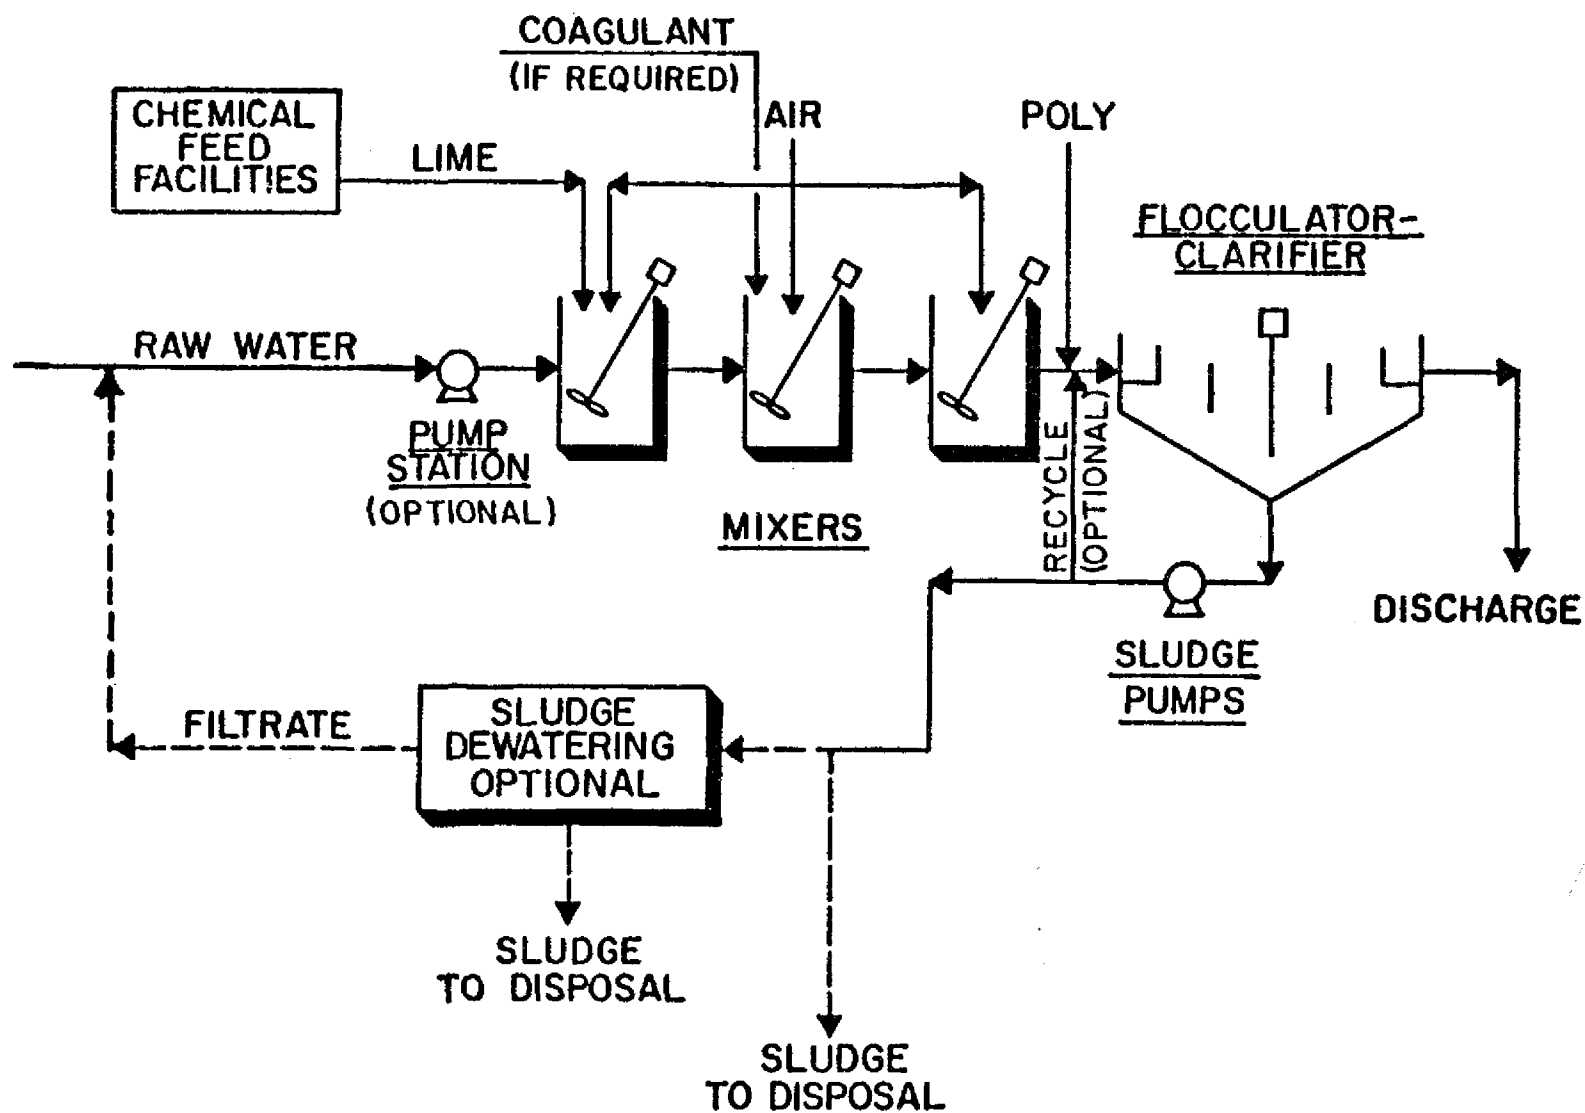 COAGULANT
(IF REQUIRED)
CHEMICAL
FEED
FACILITIES
LIME
AIR
POLY
FLOCCULATOR-
CLARIFIER
RAW WATER
PUMP
STATION
(OPTIONAL)
MIXERS
RECYCLE
(OPTIONAL)
DISCHARGE
SLUDGE
PUMPS
FILTRATE
SLUDGE
DEWATERING
OPTIONAL
SLUDGE
TO DISPOSAL
SLUDGE
TO DISPOSAL